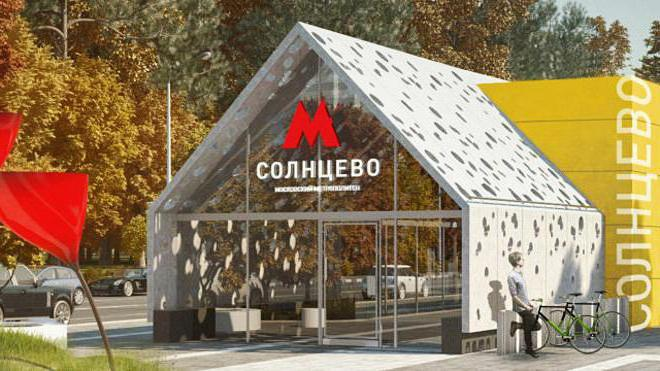 М
СОЛНЦЕВО
МОСКОВСКИЙ МЕТРОПОЛИТЕН
СОЛНЦЕВО